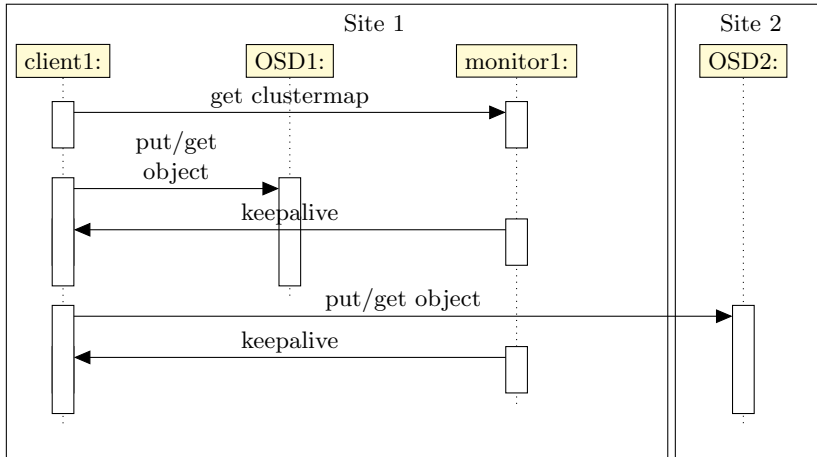 Site 1
Site 2
client1:
OSD1:
monitor1:
OSD2:
get clustermap
put/get
object
keepalive
put/get object
keepalive